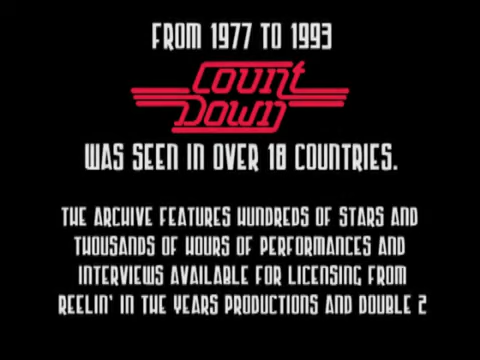 FROM 1977 TO 1993
COUNT
DOWN
WAS SEEN IN OVER 18 COUNTRIES.
THE ARCHIVE FEATURES HUNDREDS OF STARS AND
THOUSANDS OF HOURS OF PERFORMANCES AND
INTERVIEWS AVAILABLE FOR LICENSING FROM
REELIN' IN THE YEARS PRODUCTIONS AND DOUBLE 2